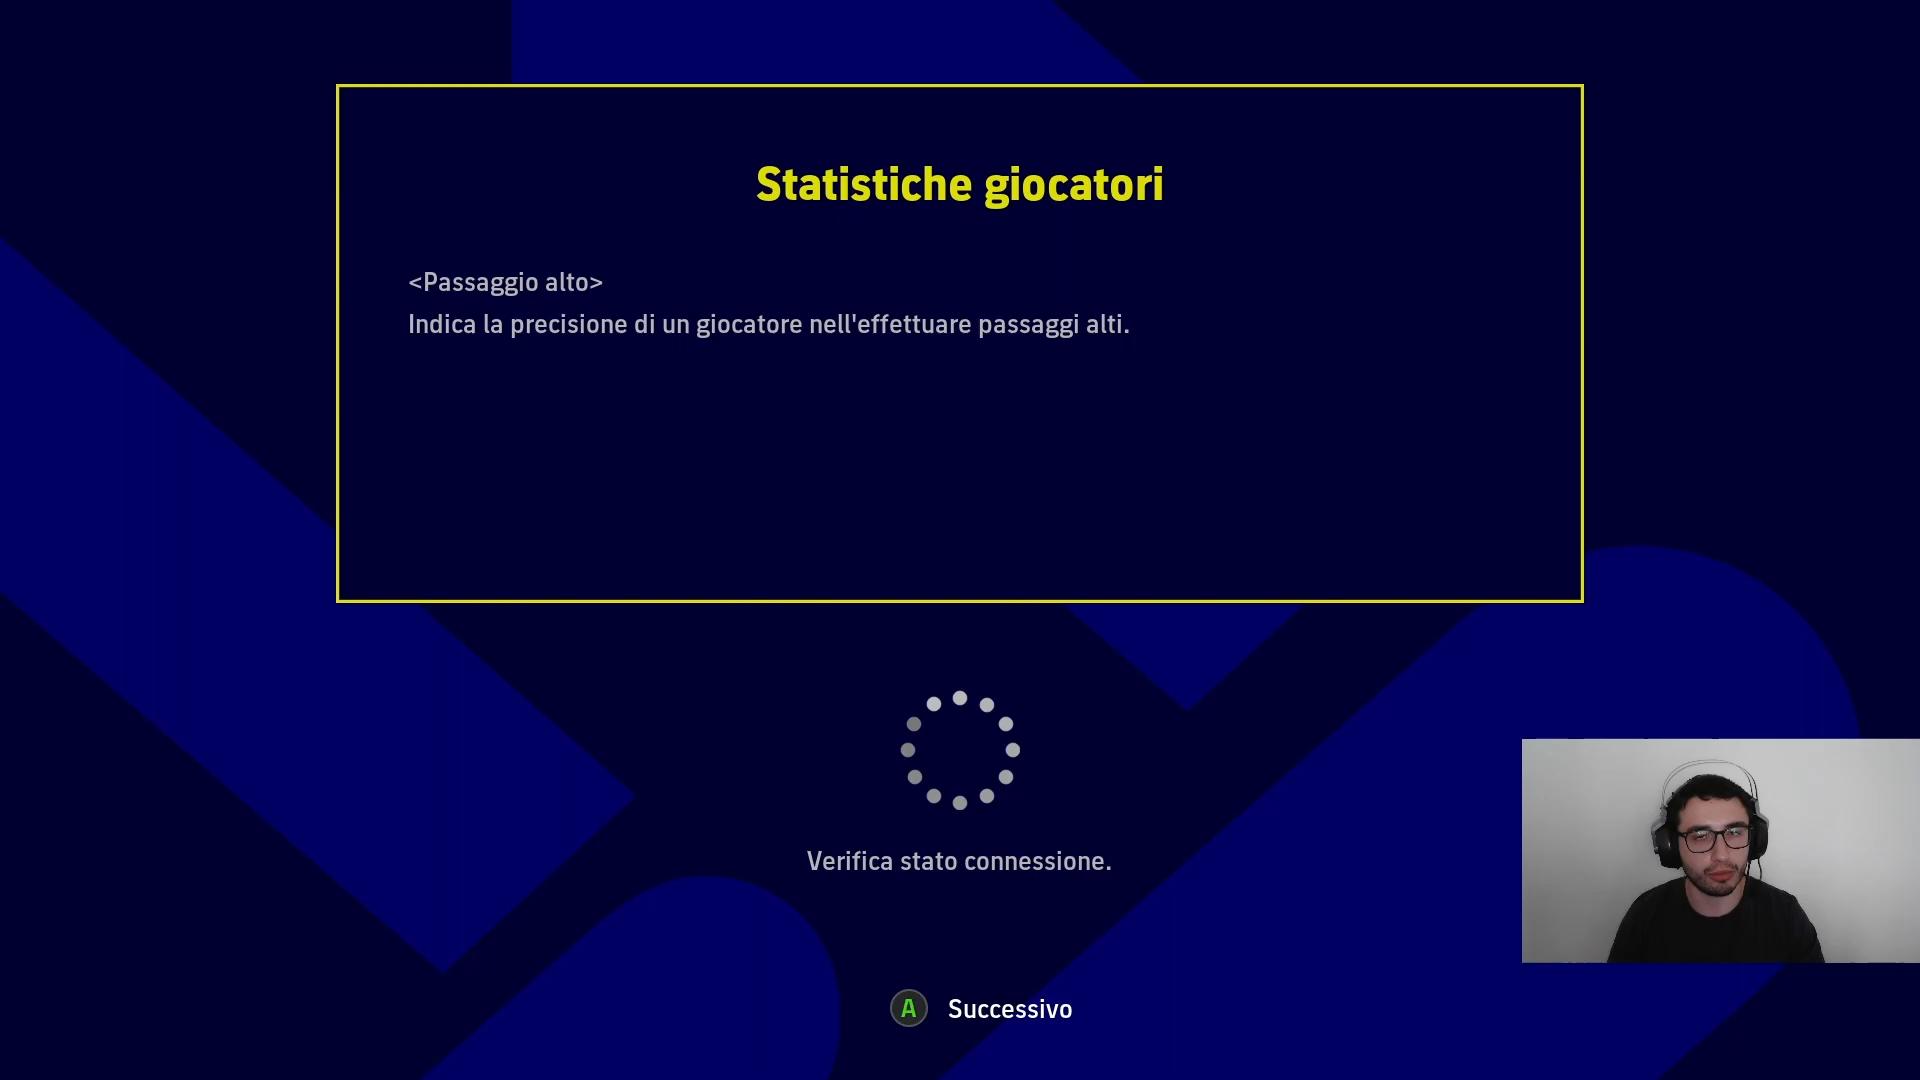 Statistiche giocatori
<Passaggio alto>
Indica la precisione di un giocatore nell'effettuare passaggi alti.
Verifica stato connessione.
A Successivo